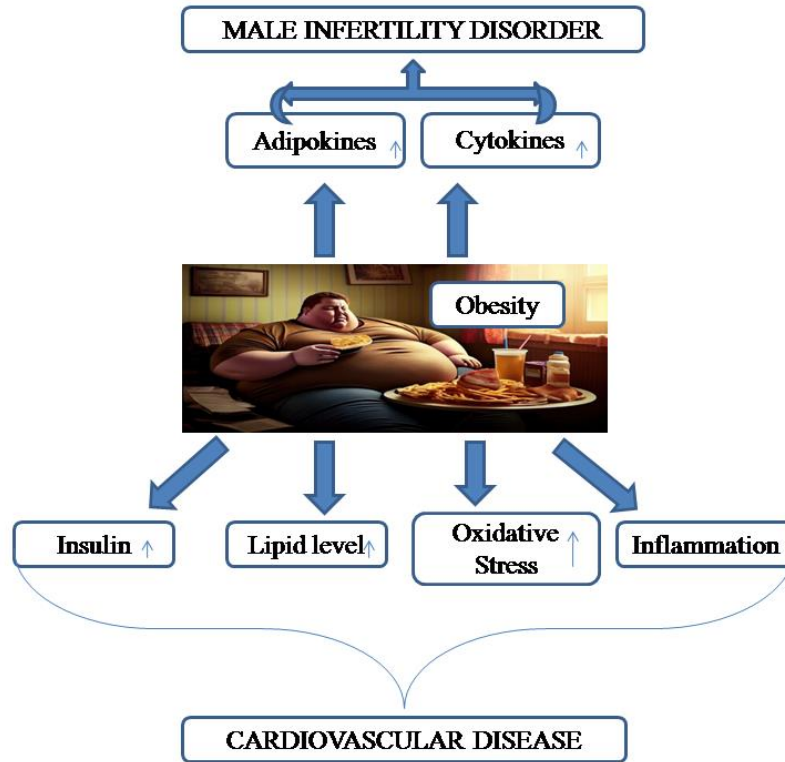 MALE INFERTILITY DISORDER
Adipokines
Cytokines
Obesity
Insulin
Lipid level
Oxidative
Stress
Inflammation
CARDIOVASCULAR DISEASE